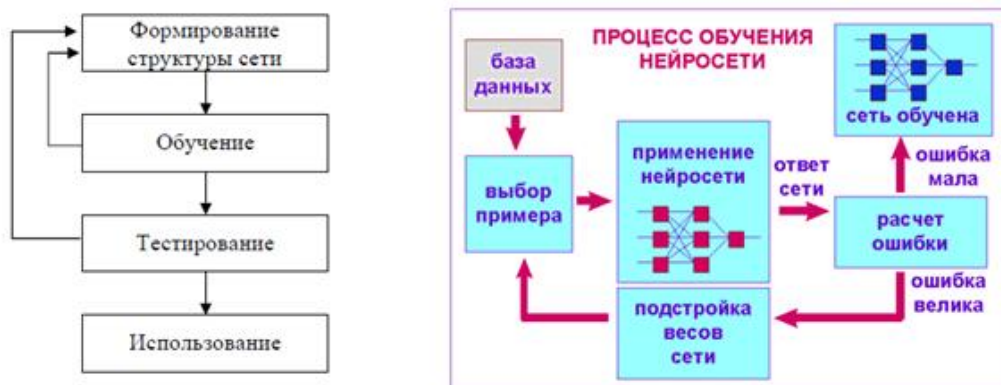 Формирование
структуры сети
Обучение
Тестирование
Использование
ПРОЦЕСС ОБУЧЕНИЯ
НЕЙРОСЕТИ
база
данных
выбор
примера
применение
нейросети
ответ
сети
сеть обучена
ошибка
мала
расчет
ошибки
ошибка
велика
подстройка
весов
сети